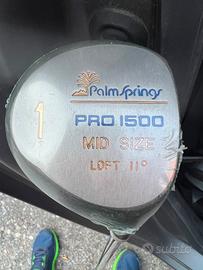 1
PalmSprings
PRO 1500
MID SIZE
LOFT 11°
subito